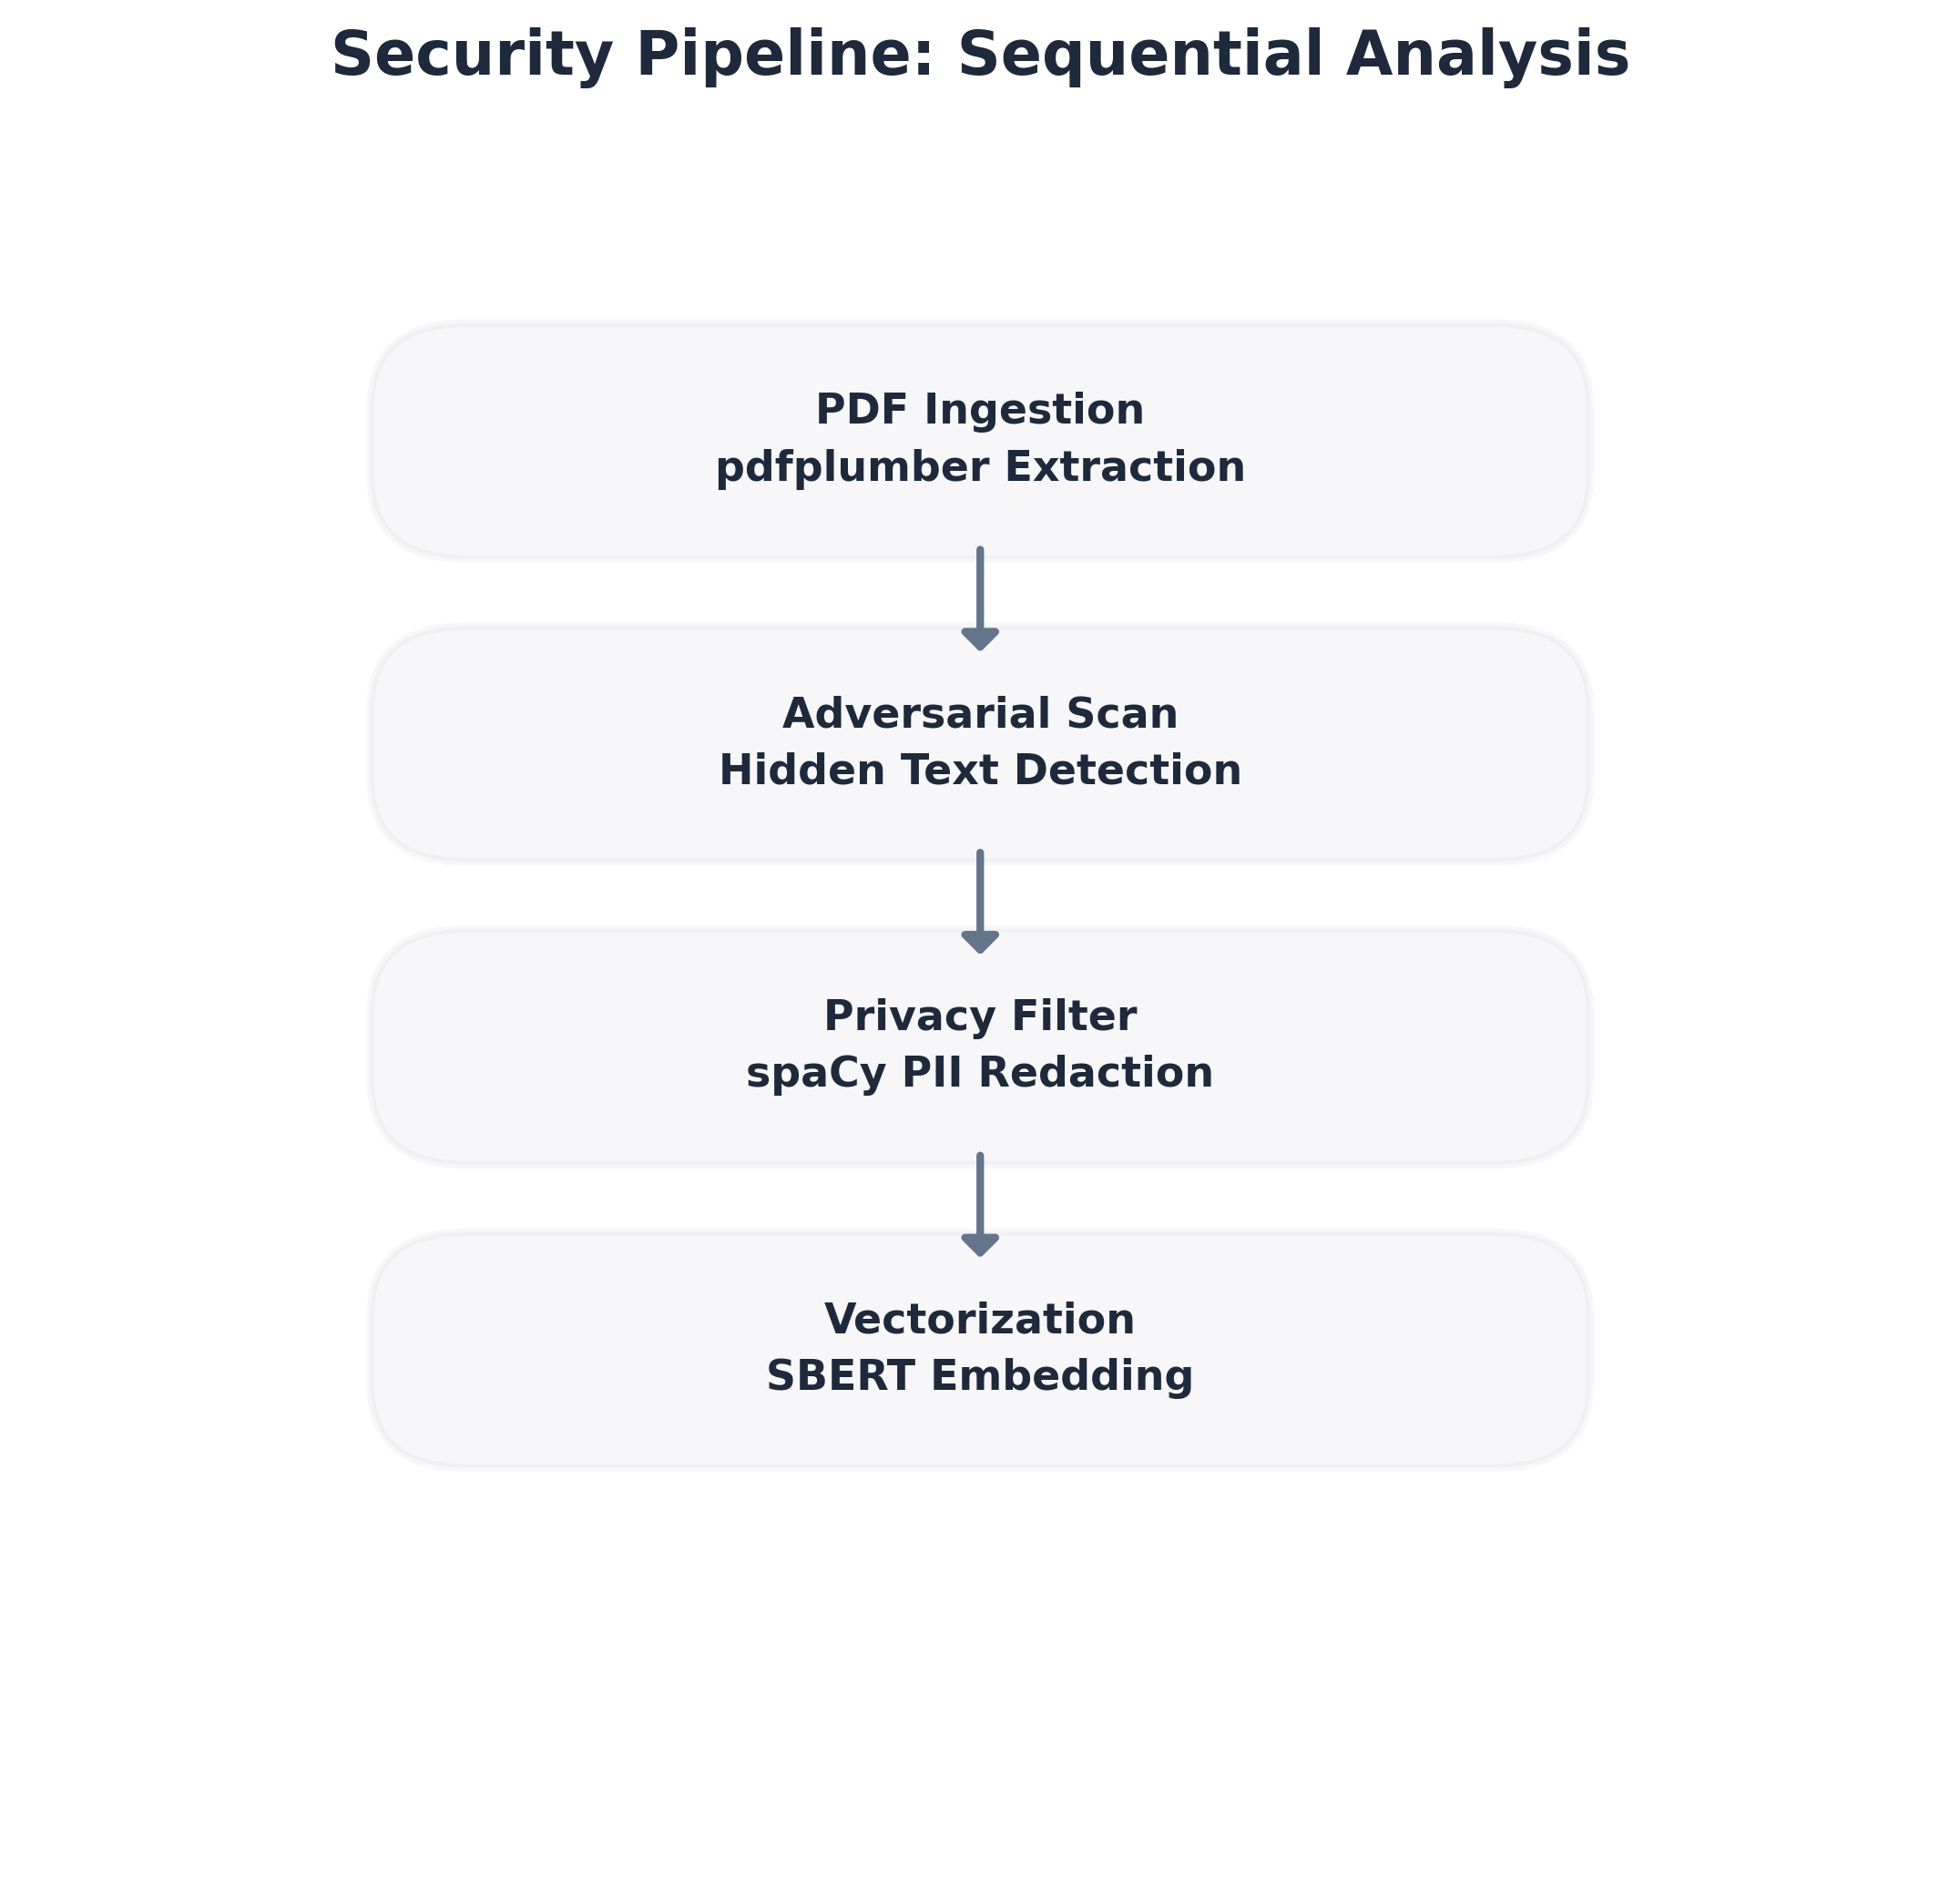 Security Pipeline: Sequential Analysis
PDF Ingestion
pdfplumber Extraction
Adversarial Scan
Hidden Text Detection
Privacy Filter
spaCy PII Redaction
Vectorization
SBERT Embedding